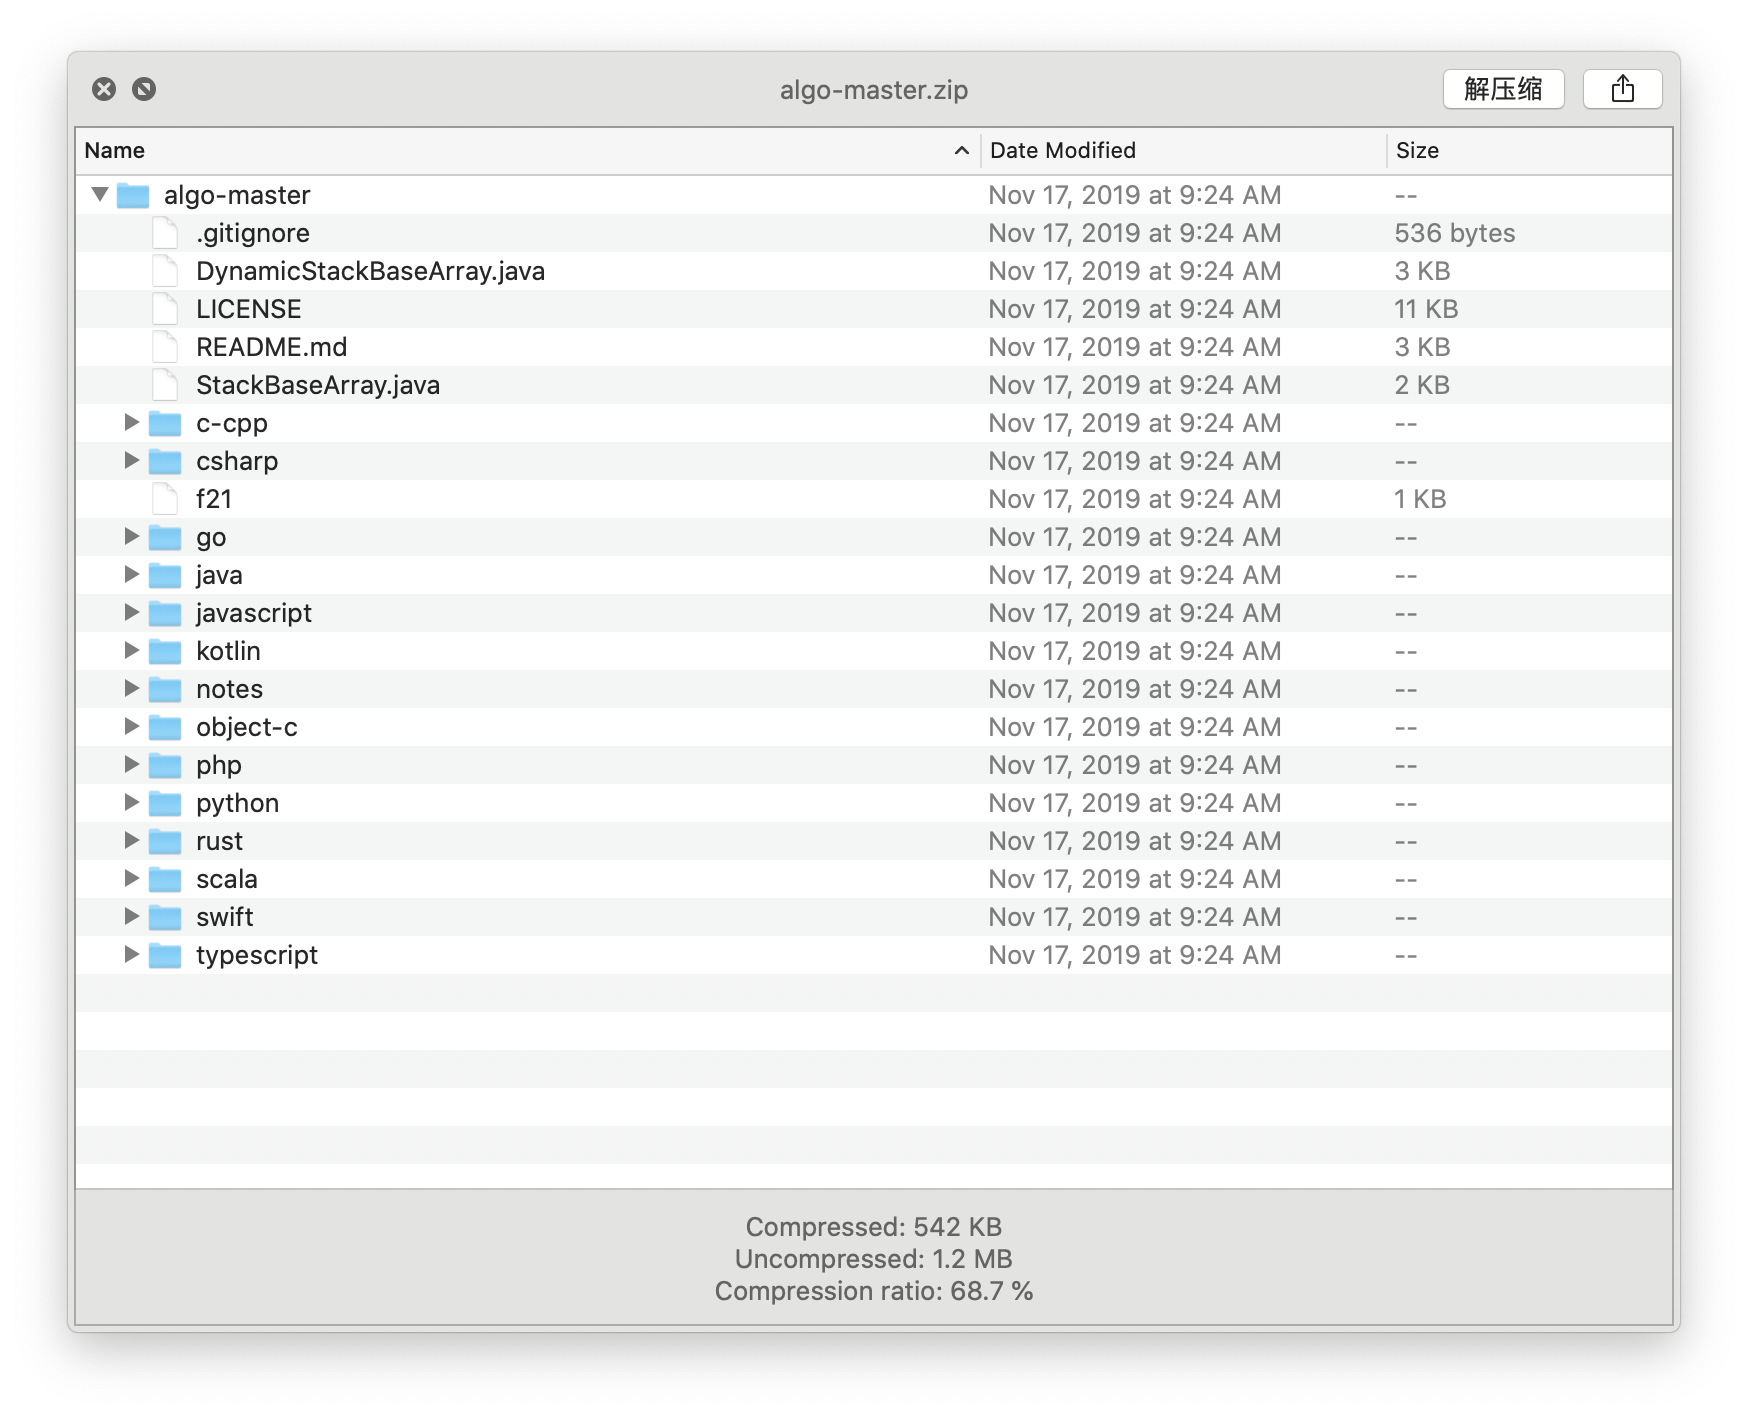 algo-master.zip 解压缩
Name Date Modified Size
algo-master Nov 17, 2019 at 9:24 AM --
.gitignore Nov 17, 2019 at 9:24 AM 536 bytes
DynamicStackBaseArray.java Nov 17, 2019 at 9:24 AM 3 KB
LICENSE Nov 17, 2019 at 9:24 AM 11 KB
README.md Nov 17, 2019 at 9:24 AM 3 KB
StackBaseArray.java Nov 17, 2019 at 9:24 AM 2 KB
c-cpp Nov 17, 2019 at 9:24 AM --
csharp Nov 17, 2019 at 9:24 AM --
f21 Nov 17, 2019 at 9:24 AM 1 KB
go Nov 17, 2019 at 9:24 AM --
java Nov 17, 2019 at 9:24 AM --
javascript Nov 17, 2019 at 9:24 AM --
kotlin Nov 17, 2019 at 9:24 AM --
notes Nov 17, 2019 at 9:24 AM --
object-c Nov 17, 2019 at 9:24 AM --
php Nov 17, 2019 at 9:24 AM --
python Nov 17, 2019 at 9:24 AM --
rust Nov 17, 2019 at 9:24 AM --
scala Nov 17, 2019 at 9:24 AM --
swift Nov 17, 2019 at 9:24 AM --
typescript Nov 17, 2019 at 9:24 AM --
Compressed: 542 KB
Uncompressed: 1.2 MB
Compression ratio: 68.7 %